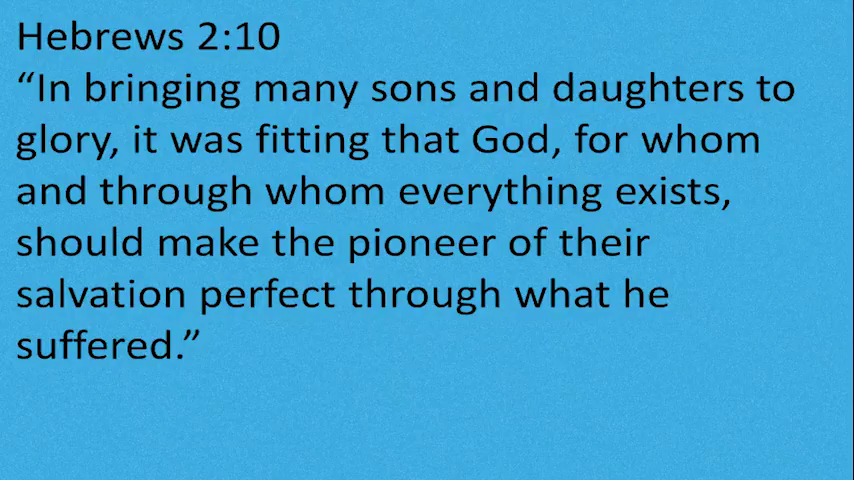 Hebrews 2:10
“In bringing many sons and daughters to
glory, it was fitting that God, for whom
and through whom everything exists,
should make the pioneer of their
salvation perfect through what he
suffered.”